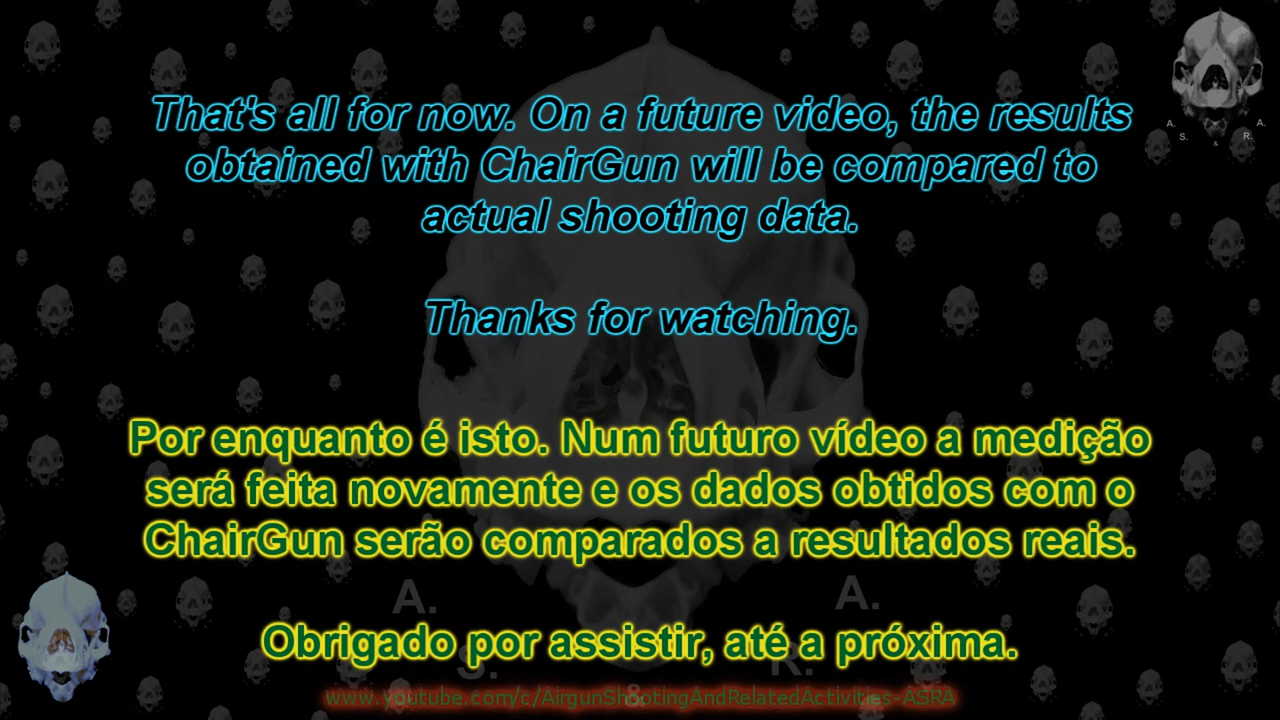 A. A.
S. R.
&
That's all for now. On a future video, the results
obtained with ChairGun will be compared to
actual shooting data.
Thanks for watching.
Por enquanto é isto. Num futuro vídeo a medição
será feita novamente e os dados obtidos com o
ChairGun serão comparados a resultados reais.
A. A.
Obrigado por assistir, até a próxima.
S. R.
&
www.youtube.com/c/AirgunShootingAndRelatedActivities-ASRA